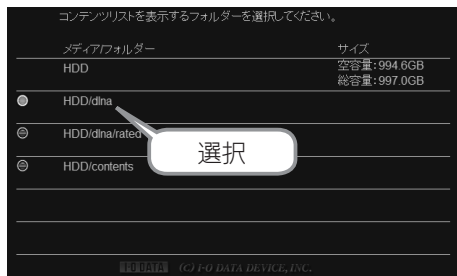 コンテンツリストを表示するフォルダーを選択してください。
メディア/フォルダー サイズ
HDD 空容量：994.6GB
総容量：997.0GB
HDD/dlna
HDD/dlna/rated
選択
HDD/contents
I-O DATA (C) I-O DATA DEVICE, INC.